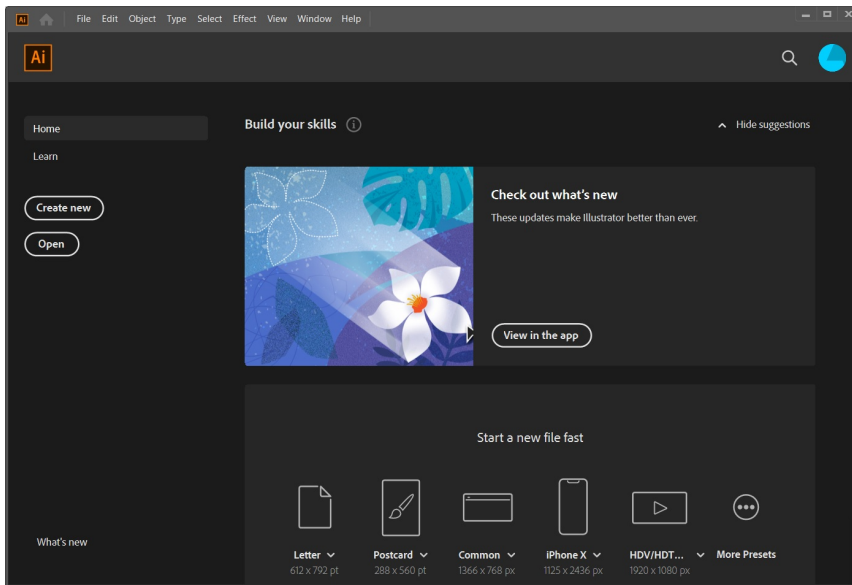 Ai File Edit Object Type Select Effect View Window Help
Ai
Home
Learn
Create new
Open
What's new
Build your skills
Hide suggestions
Check out what's new
These updates make Illustrator better than ever.
View in the app
Start a new file fast
Letter Postcard Common iPhone X HDV/HDT... More Presets
612 x 792 pt 288 x 560 pt 1366 x 768 px 1125 x 2436 px 1920 x 1080 px